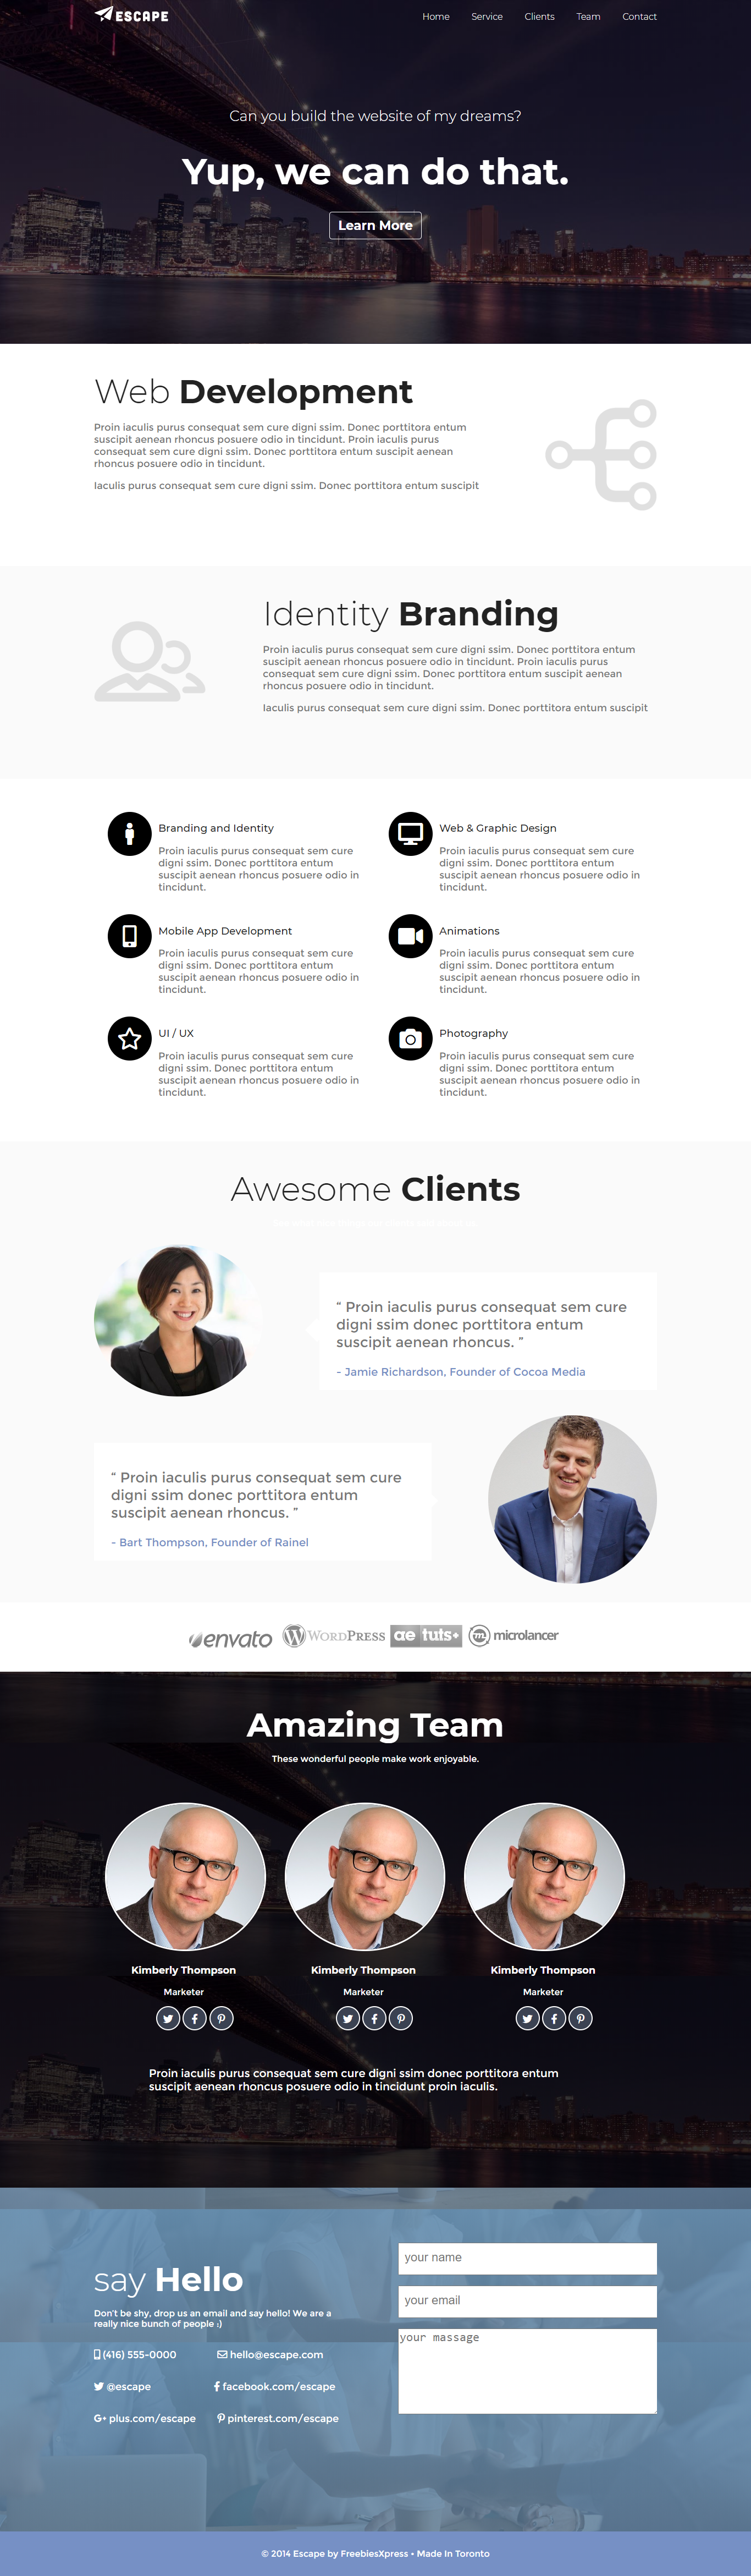 ESCAPE
Home Service Clients Team Contact
Can you build the website of my dreams?
Yup, we can do that.
Learn More
Web Development
Proin iaculis purus consequat sem cure digni ssim. Donec porttitora entum
suscipit aenean rhoncus posuere odio in tincidunt. Proin iaculis purus
consequat sem cure digni ssim. Donec porttitora entum suscipit aenean
rhoncus posuere odio in tincidunt.
Iaculis purus consequat sem cure digni ssim. Donec porttitora entum suscipit
Identity Branding
Proin iaculis purus consequat sem cure digni ssim. Donec porttitora entum
suscipit aenean rhoncus posuere odio in tincidunt. Proin iaculis purus
consequat sem cure digni ssim. Donec porttitora entum suscipit aenean
rhoncus posuere odio in tincidunt.
Iaculis purus consequat sem cure digni ssim. Donec porttitora entum suscipit
Branding and Identity
Proin iaculis purus consequat sem cure
digni ssim. Donec porttitora entum
suscipit aenean rhoncus posuere odio in
tincidunt.
Web & Graphic Design
Proin iaculis purus consequat sem cure
digni ssim. Donec porttitora entum
suscipit aenean rhoncus posuere odio in
tincidunt.
Mobile App Development
Proin iaculis purus consequat sem cure
digni ssim. Donec porttitora entum
suscipit aenean rhoncus posuere odio in
tincidunt.
Animations
Proin iaculis purus consequat sem cure
digni ssim. Donec porttitora entum
suscipit aenean rhoncus posuere odio in
tincidunt.
UI / UX
Proin iaculis purus consequat sem cure
digni ssim. Donec porttitora entum
suscipit aenean rhoncus posuere odio in
tincidunt.
Photography
Proin iaculis purus consequat sem cure
digni ssim. Donec porttitora entum
suscipit aenean rhoncus posuere odio in
tincidunt.
Awesome Clients
“ Proin iaculis purus consequat sem cure
digni ssim donec porttitora entum
suscipit aenean rhoncus. ”
- Jamie Richardson, Founder of Cocoa Media
“ Proin iaculis purus consequat sem cure
digni ssim donec porttitora entum
suscipit aenean rhoncus. ”
- Bart Thompson, Founder of Rainel
envato WORDPRESS ae tuts+ m microlancer
Amazing Team
These wonderful people make work enjoyable.
Kimberly Thompson
Marketer
Kimberly Thompson
Marketer
Kimberly Thompson
Marketer
Proin iaculis purus consequat sem cure digni ssim donec porttitora entum
suscipit aenean rhoncus posuere odio in tincidunt proin iaculis.
say Hello
Don't be shy, drop us an email and say hello! We are a
really nice bunch of people ;)
(416) 555-0000 hello@escape.com
@escape facebook.com/escape
plus.com/escape pinterest.com/escape
your name
your email
your massage
© 2014 Escape by FreebiesXpress • Made In Toronto